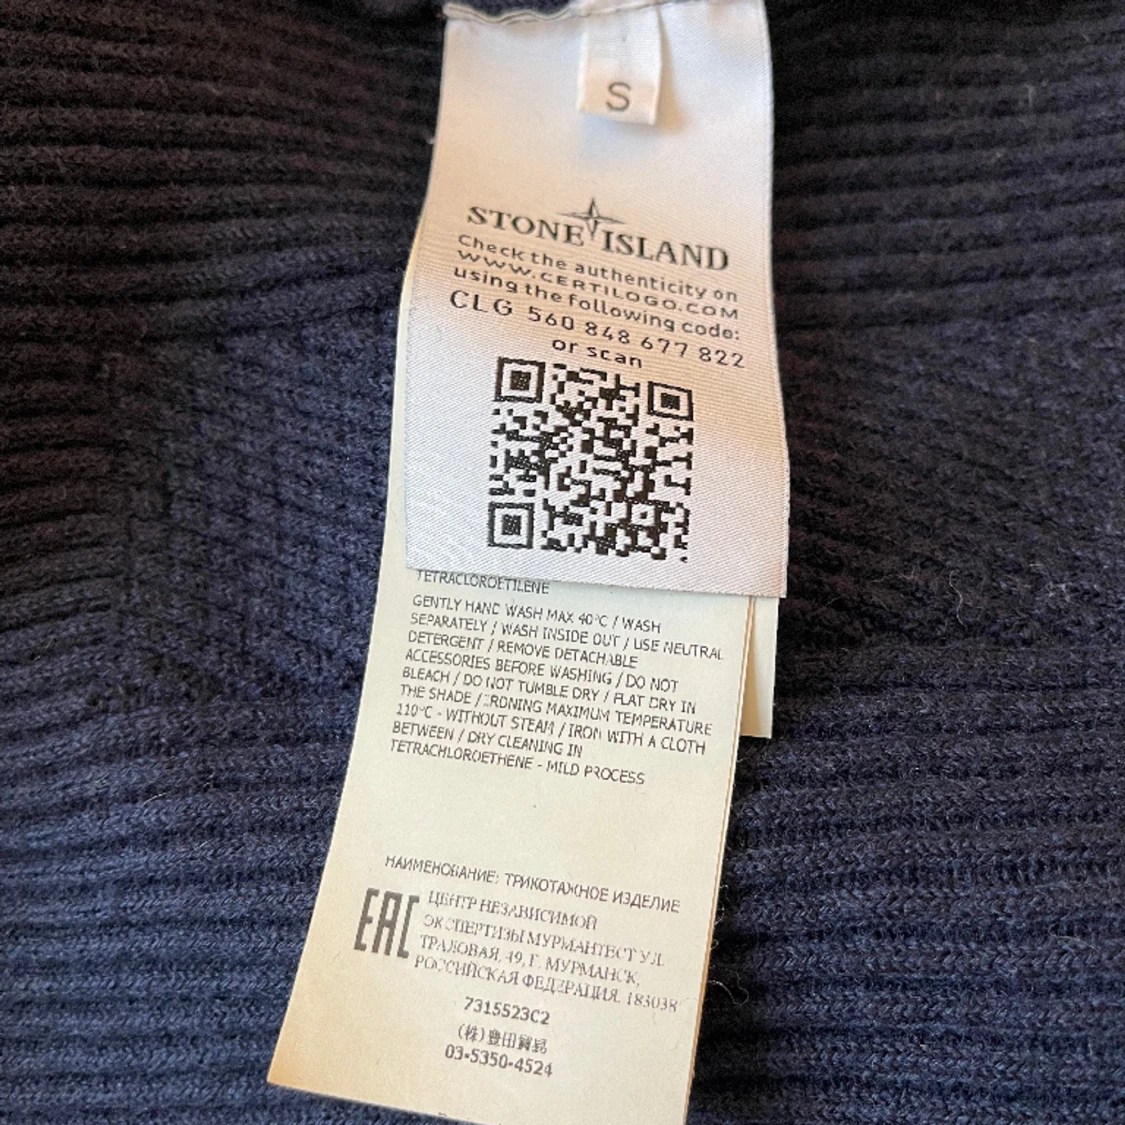 S
STONE ISLAND
Check the authenticity on
WWW.CERTILOGO.COM
using the following code:
CLG 560 848 677 822
or scan
TETRACLOROETILENE
GENTLY HAND WASH MAX 40°C / WASH
SEPARATELY / WASH INSIDE OUT / USE NEUTRAL
DETERGENT / REMOVE DETACHABLE
ACCESSORIES BEFORE WASHING / DO NOT
BLEACH / DO NOT TUMBLE DRY / FLAT DRY IN
THE SHADE / IRONING MAXIMUM TEMPERATURE
110°C - WITHOUT STEAM / IRON WITH A CLOTH
BETWEEN / DRY CLEANING IN
TETRACHLOROETHENE - MILD PROCESS
НАИМЕНОВАНИЕ: ТРИКОТАЖНОЕ ИЗДЕЛИЕ
EAC
ЦЕНТР НЕЗАВИСИМОЙ
ЭКСПЕРТИЗЫ МУРМАНТЕСТ УЛ.
ТРАЛОВАЯ, 49, Г. МУРМАНСК,
РОССИЙСКАЯ ФЕДЕРАЦИЯ. 183038
7315523C2
(株)豊田貿易
03-5350-4524